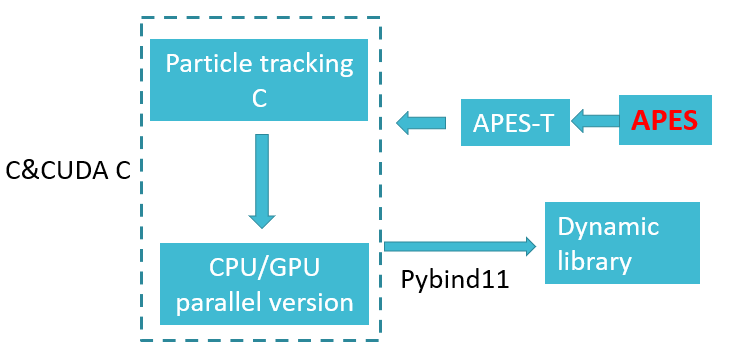 Particle tracking
C
APES-T
APES
C&CUDA C
CPU/GPU
parallel version
Pybind11
Dynamic
library